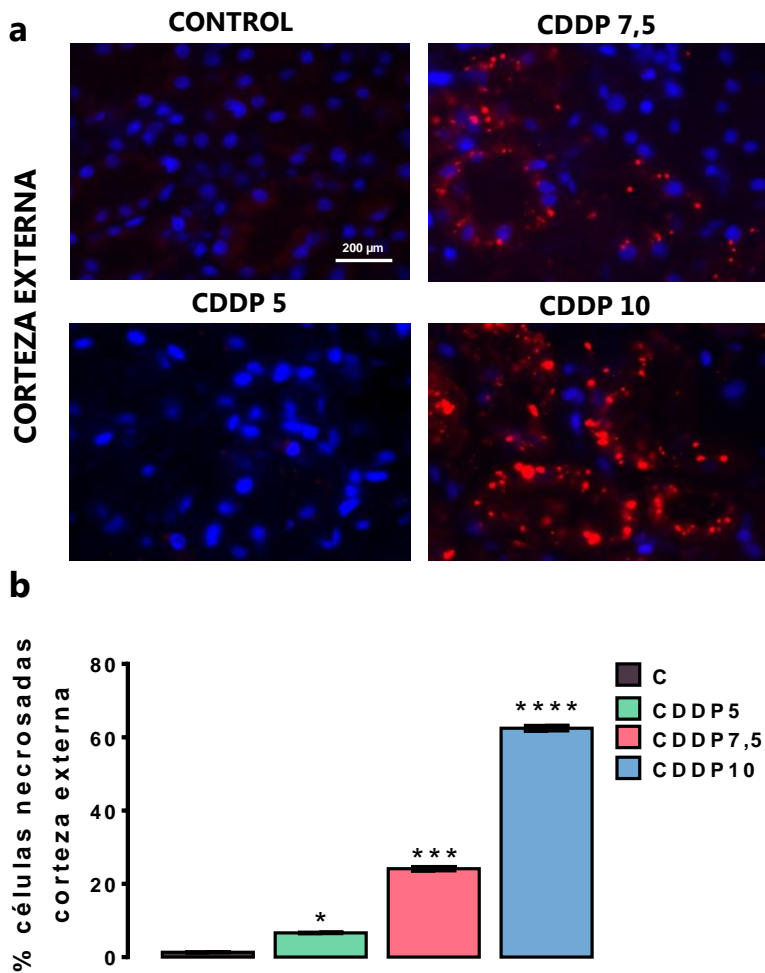 a
CONTROL
CDDP 7,5
CORTEZA EXTERNA
200 µm
CDDP 5
CDDP 10
b
% células necrosadas
corteza externa
80
60
40
20
0
*
***
****
C
CDDP5
CDDP7,5
CDDP10